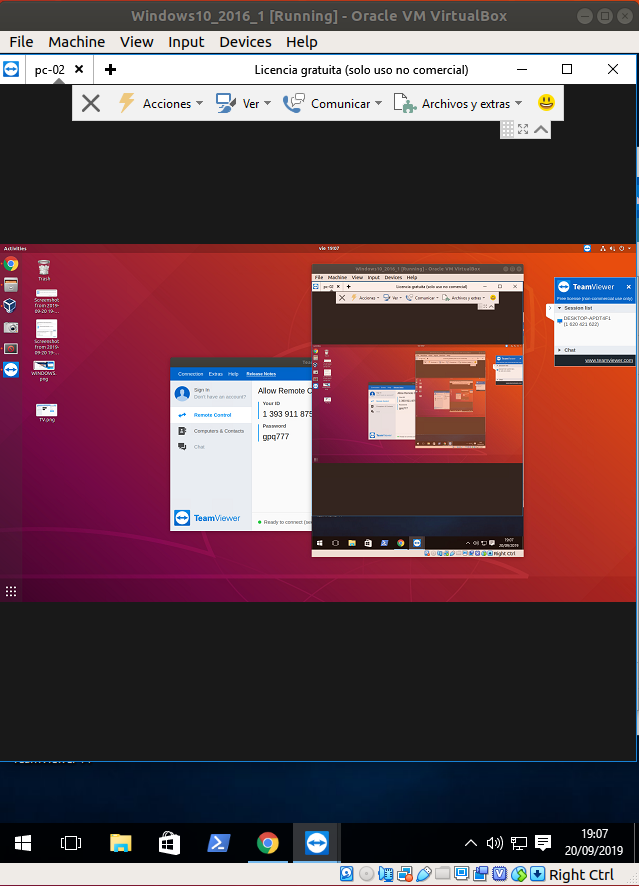 Windows10_2016_1 [Running] - Oracle VM VirtualBox
File Machine View Input Devices Help
pc-02 Licencia gratuita (solo uso no comercial)
Acciones Ver Comunicar Archivos y extras
Activities vie 19:07
Trash
Screenshot
from 2019-
09-20 19-...
Screenshot
from 2019-
09-20 19-...
WINDOWS
png
TV.png
Connection Extras Help Release Notes
Sign In
Don't have an account?
Remote Control
Computers & Contacts
Chat
TeamViewer
Allow Remote C
Your ID
1 393 911 875
Password
gpq777
Ready to connect (se
Windows10_2016_1 [Running] - Oracle VM VirtualBox
File Machine View Input Devices Help
pc-02 Licencia gratuita (solo uso no comercial)
Acciones Ver Comunicar Archivos y extras
19:07
20/09/2019
Right Ctrl
TeamViewer
Free license (non-commercial use only)
Session list
(1 620 421 622)
Chat
www.teamviewer.com
19:07
20/09/2019
Right Ctrl